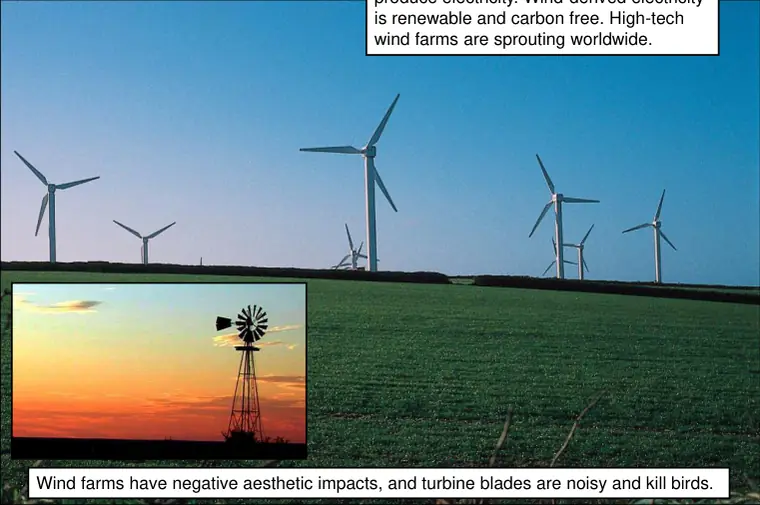 produce electricity. Wind-derived electricity
is renewable and carbon free. High-tech
wind farms are sprouting worldwide.
Wind farms have negative aesthetic impacts, and turbine blades are noisy and kill birds.